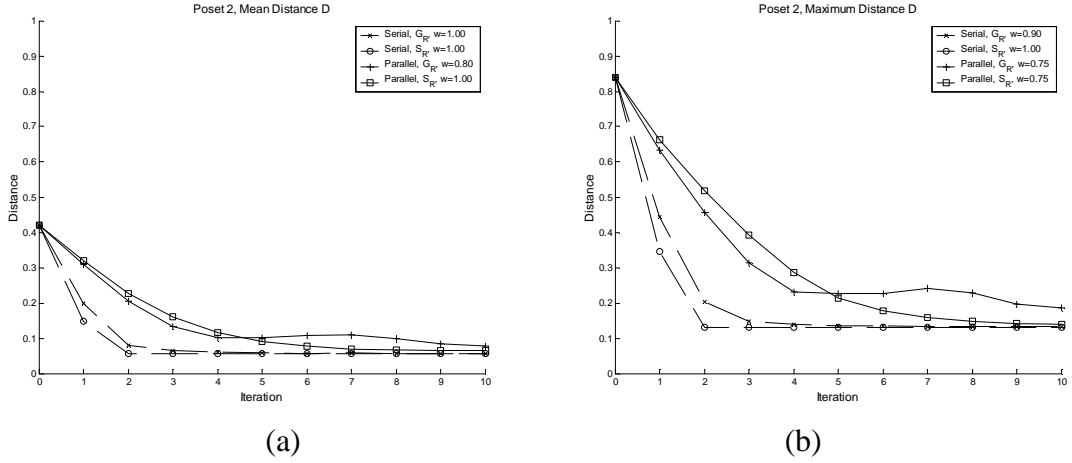 Poset 2, Mean Distance D
1
0.9
0.8
0.7
0.6
0.5
0.4
0.3
0.2
0.1
0
Distance
0 1 2 3 4 5 6 7 8 9 10
Iteration
Serial, G_R, w=1.00
Serial, S_R, w=1.00
Parallel, G_R, w=0.80
Parallel, S_R, w=1.00
(a)
Poset 2, Maximum Distance D
1
0.9
0.8
0.7
0.6
0.5
0.4
0.3
0.2
0.1
0
Distance
0 1 2 3 4 5 6 7 8 9 10
Iteration
Serial, G_R, w=0.90
Serial, S_R, w=1.00
Parallel, G_R, w=0.75
Parallel, S_R, w=0.75
(b)